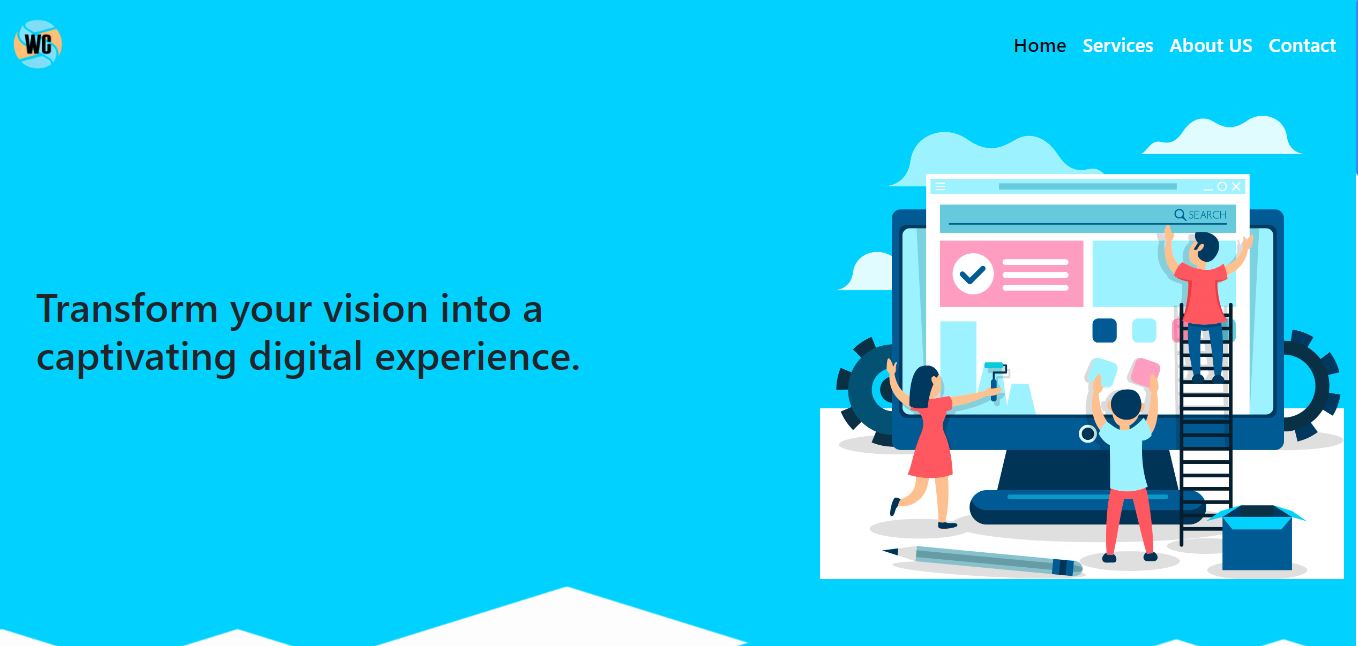 WC
Home Services About US Contact
SEARCH
Transform your vision into a
captivating digital experience.